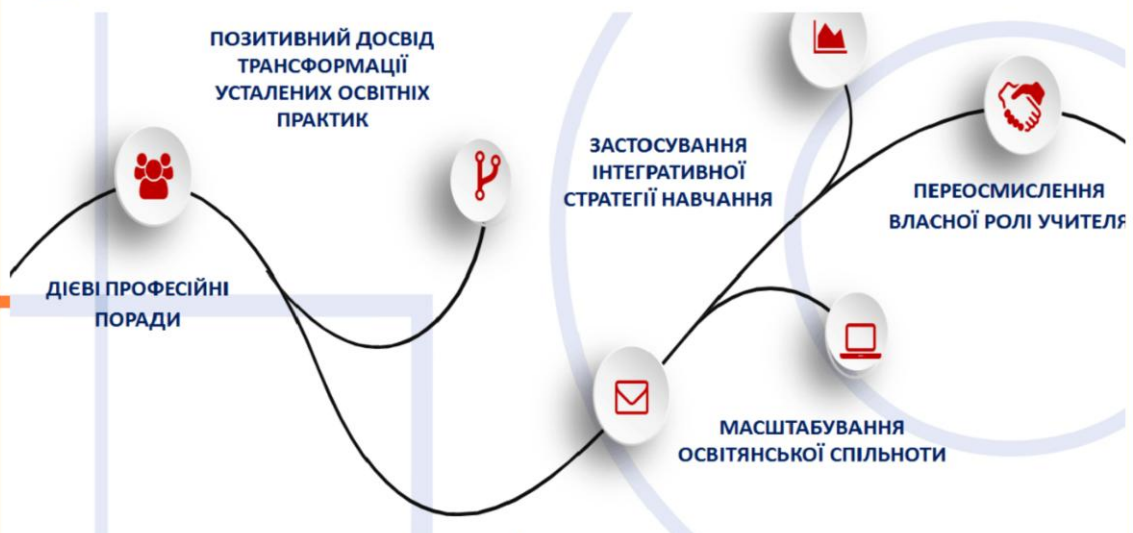 ПОЗИТИВНИЙ ДОСВІД
ТРАНСФОРМАЦІЇ
УСТАЛЕНИХ ОСВІТНІХ
ПРАКТИК
ДІЄВІ ПРОФЕСІЙНІ
ПОРАДИ
ЗАСТОСУВАННЯ
ІНТЕГРАТИВНОЇ
СТРАТЕГІЇ НАВЧАННЯ
ПЕРЕОСМИСЛЕННЯ
ВЛАСНОЇ РОЛІ УЧИТЕЛЯ
МАСШТАБУВАННЯ
ОСВІТЯНСЬКОЇ СПІЛЬНОТИ